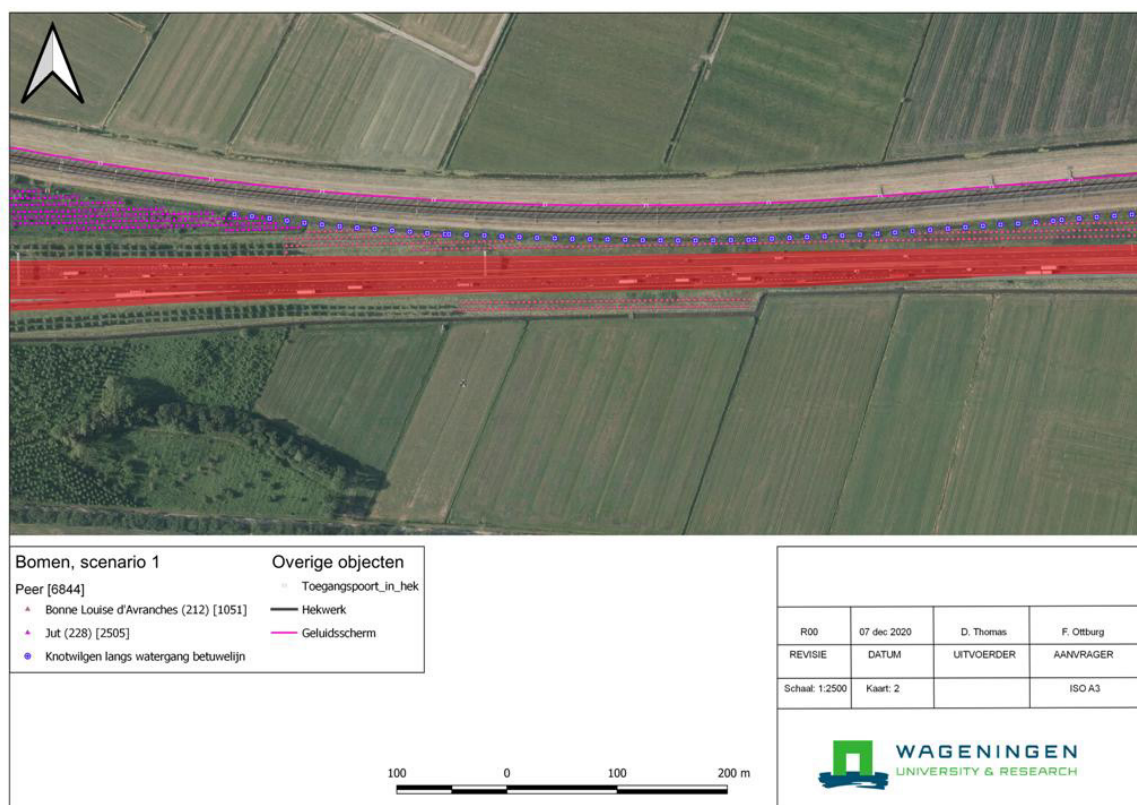 Bomen, scenario 1
Peer [6844]
Bonne Louise d'Avranches (212) [1051]
Jut (228) [2505]
Knotwilgen langs watergang betuwelijn
Overige objecten
Toegangspoort_in_hek
Hekwerk
Geluidsscherm
R00 07 dec 2020 D. Thomas F. Ottburg
REVISIE DATUM UITVOERDER AANVRAGER
Schaal: 1:2500 Kaart: 2 ISO A3
WAGENINGEN
UNIVERSITY & RESEARCH
100 0 100 200 m